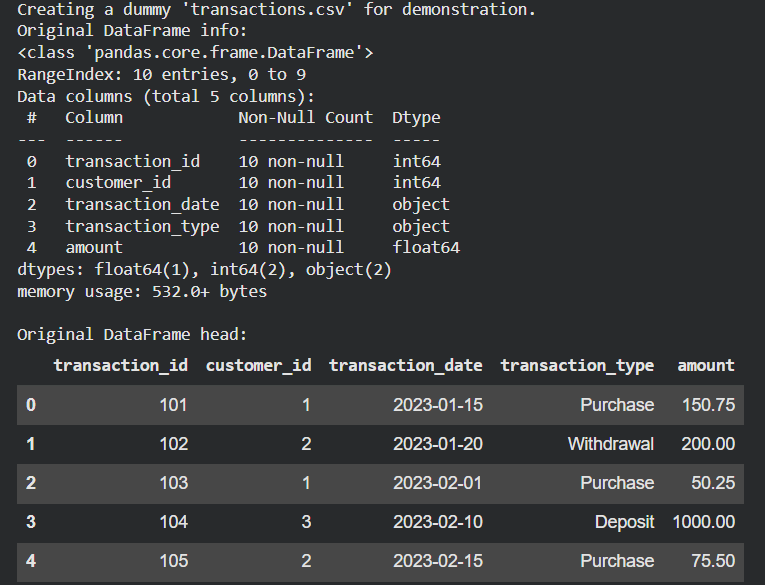 Creating a dummy 'transactions.csv' for demonstration.
Original DataFrame info:
<class 'pandas.core.frame.DataFrame'>
RangeIndex: 10 entries, 0 to 9
Data columns (total 5 columns):
 #   Column            Non-Null Count  Dtype
---  ------            --------------  -----
 0   transaction_id    10 non-null     int64
 1   customer_id       10 non-null     int64
 2   transaction_date  10 non-null     object
 3   transaction_type  10 non-null     object
 4   amount            10 non-null     float64
dtypes: float64(1), int64(2), object(2)
memory usage: 532.0+ bytes
Original DataFrame head:
transaction_id customer_id transaction_date transaction_type amount
0 101 1 2023-01-15 Purchase 150.75
1 102 2 2023-01-20 Withdrawal 200.00
2 103 1 2023-02-01 Purchase 50.25
3 104 3 2023-02-10 Deposit 1000.00
4 105 2 2023-02-15 Purchase 75.50